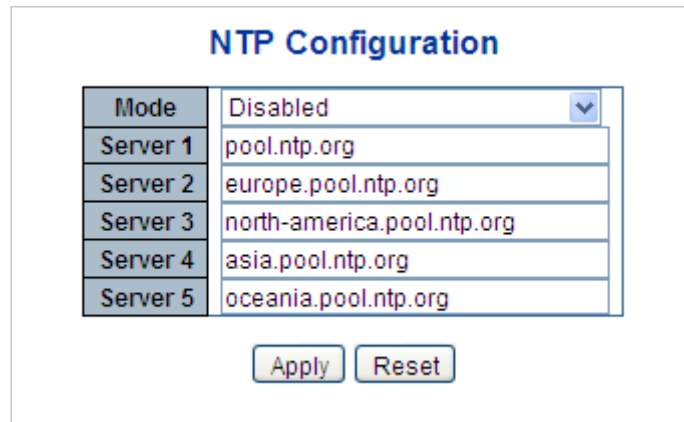 NTP Configuration
Mode Disabled
Server 1 pool.ntp.org
Server 2 europe.pool.ntp.org
Server 3 north-america.pool.ntp.org
Server 4 asia.pool.ntp.org
Server 5 oceania.pool.ntp.org
Apply Reset